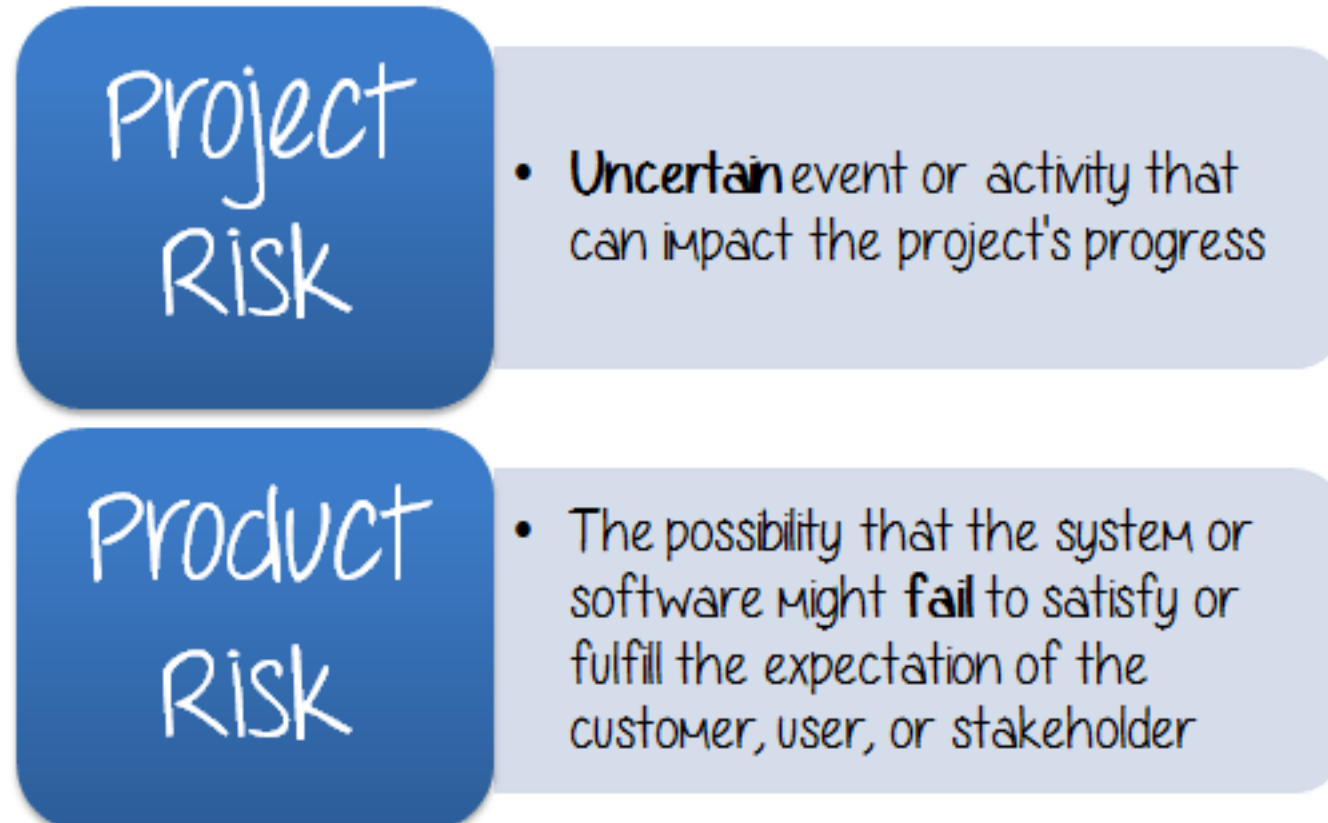 Project
Risk
• Uncertain event or activity that
can impact the project's progress
Product
Risk
• The possibility that the system or
software might fail to satisfy or
fulfill the expectation of the
customer, user, or stakeholder